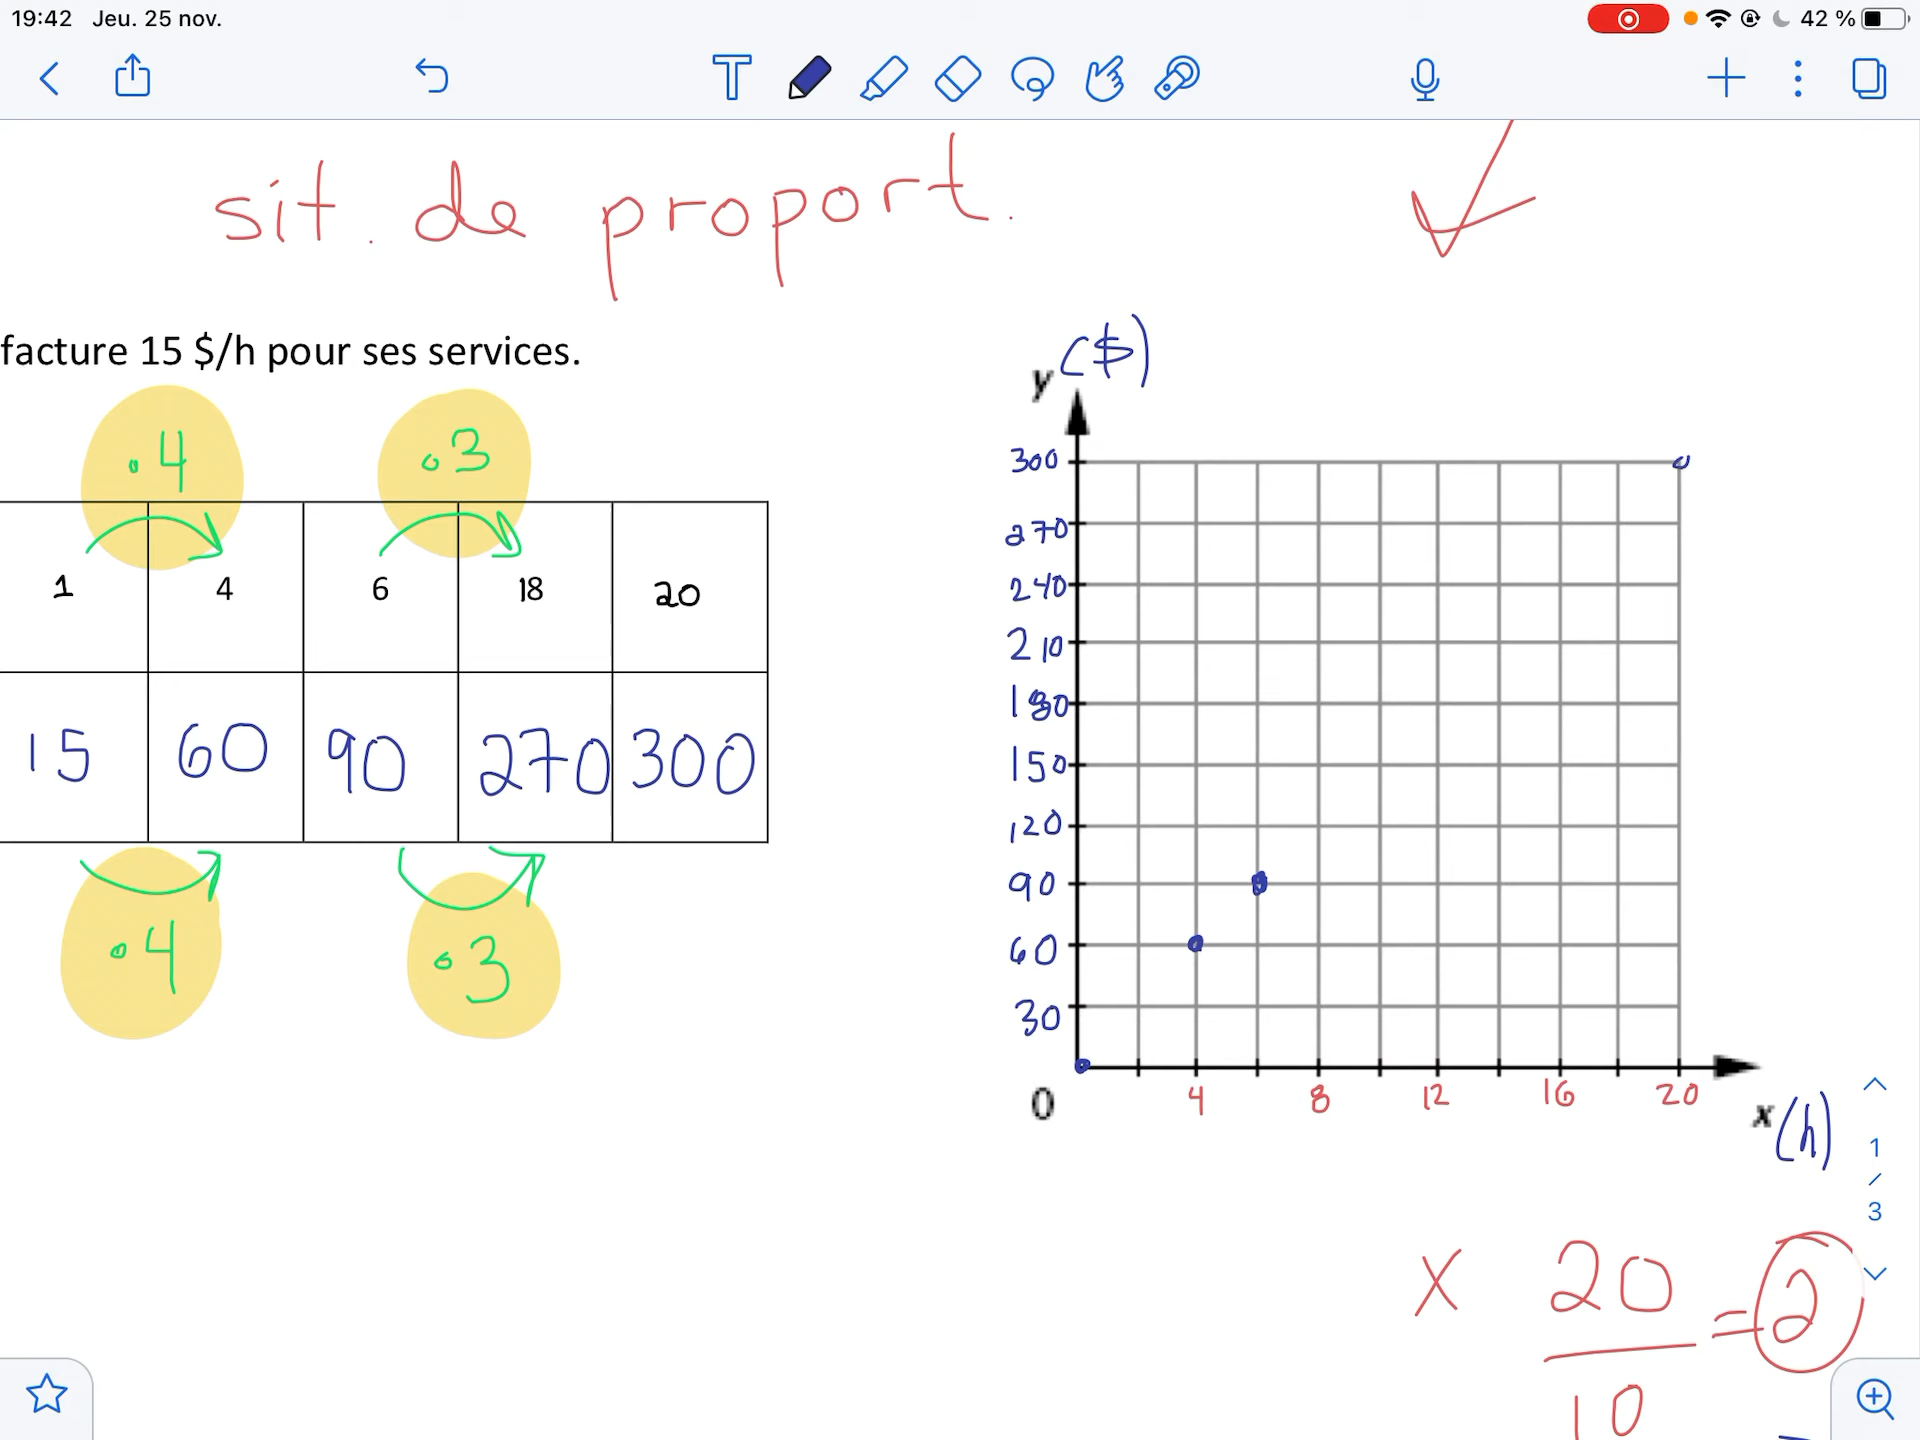 19:42 Jeu. 25 nov.
42 %
T
sit. de proport.
facture 15 $/h pour ses services.
.4
.3
1 4 6 18 20
15 60 90 270 300
.4
.3
y ($)
300
270
240
210
180
150
120
90
60
30
0
4 8 12 16 20
x (h)
1
/
3
x 20 = 2
10